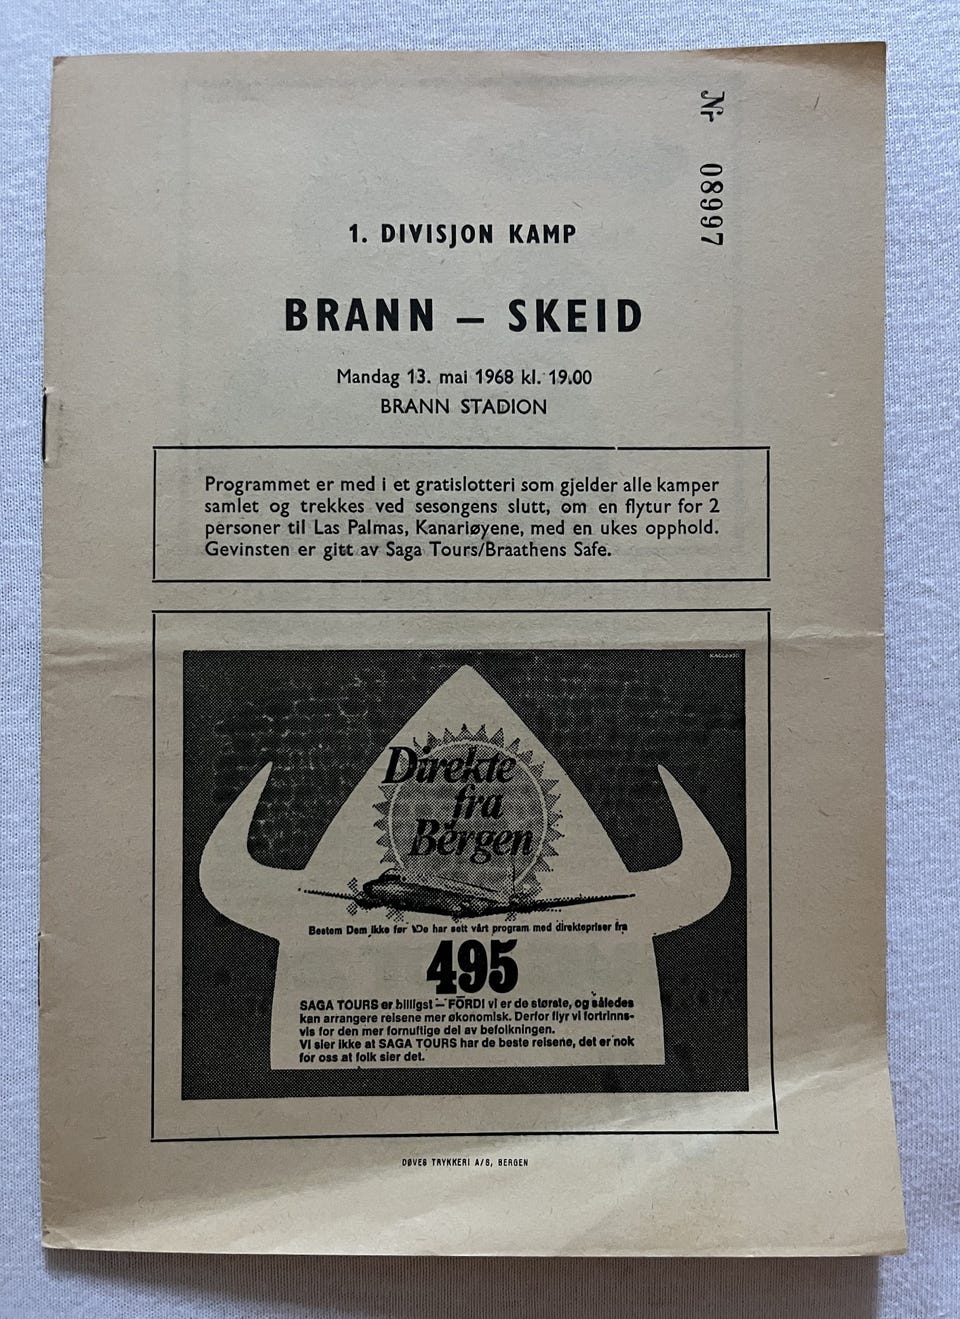 Nr 08997
1. DIVISJON KAMP
BRANN – SKEID
Mandag 13. mai 1968 kl. 19.00
BRANN STADION
Programmet er med i et gratislotteri som gjelder alle kamper
samlet og trekkes ved sesongens slutt, om en flytur for 2
personer til Las Palmas, Kanariøyene, med en ukes opphold.
Gevinsten er gitt av Saga Tours/Braathens Safe.
Direkte
fra
Bergen
Bestem Dem ikke før De har sett vårt program med direktepriser fra
495
SAGA TOURS er billigst – FORDI vi er de største, og således
kan arrangere reisene mer økonomisk. Derfor flyr vi fortrinns-
vis for den mer fornuftige del av befolkningen.
Vi sier ikke at SAGA TOURS har de beste reisene, det er nok
for oss at folk sier det.
DØVES TRYKKERI A/S, BERGEN